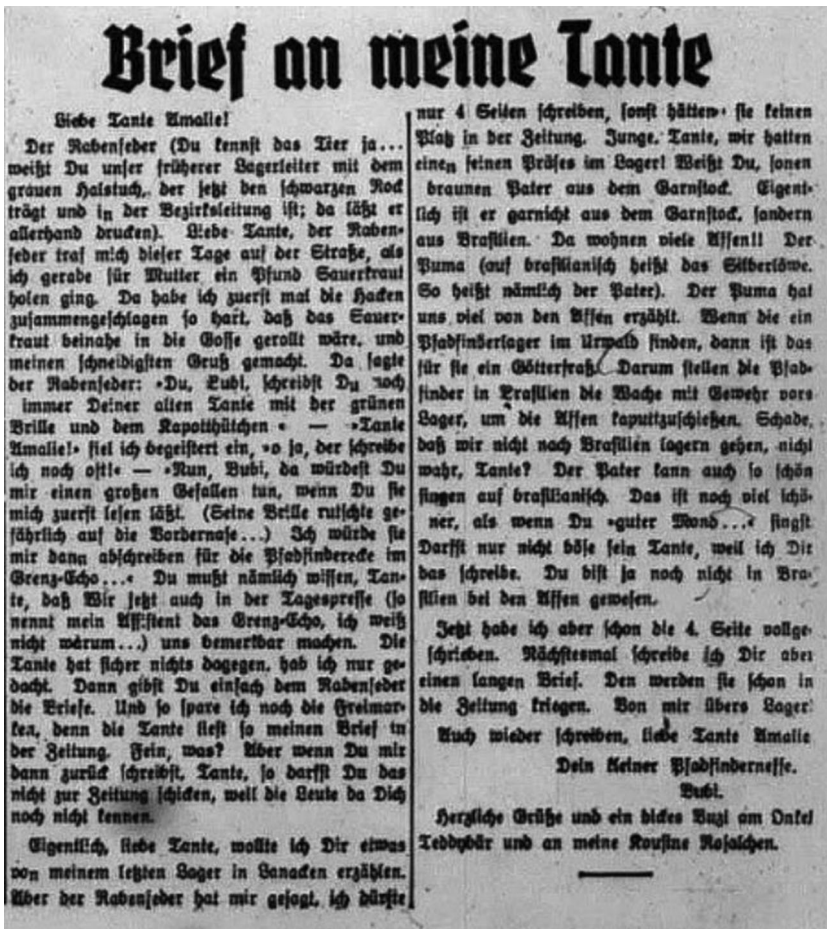 Brief an meine Tante
Liebe Tante Amalie!
Der Rabenfeder (Du kennst das Tier ja...
weißt Du unser früherer Lagerleiter mit dem
grauen Halstuch, der jetzt den schwarzen Rock
trägt und in der Bezirksleitung ist; da läßt er
allerhand drucken). Liebe Tante, der Raben-
feder traf mich dieser Tage auf der Straße, als
ich gerade für Mutter ein Pfund Sauerkraut
holen ging. Da habe ich zuerst mal die Hacken
zusammengeschlagen so hart, daß das Sauer-
kraut beinahe in die Gosse gerollt wäre, und
meinen schneidigsten Gruß gemacht. Da sagte
der Rabenfeder: »Du, Bubi, schreibst Du noch
immer Deiner alten Tante mit der grünen
Brille und dem Kapotthütchen « — »Tante
Amalie!« fiel ich begeistert ein, »o ja, der schreibe
ich noch oft!« — »Nun, Bubi, da würdest Du
mir einen großen Gefallen tun, wenn Du sie
mich zuerst lesen läßt. (Seine Brille rutschte ge-
fährlich auf die Vordernase...) Ich würde sie
mir dann abschreiben für die Pfadfinderecke im
Grenz-Echo...« Du mußt nämlich wissen, Tan-
te, daß Wir jetzt auch in der Tagespresse (so
nennt mein Assistent das Grenz-Echo, ich weiß
nicht warum...) uns bemerkbar machen. Die
Tante hat sicher nichts dagegen, hab ich nur ge-
dacht. Dann gibst Du einfach dem Rabenfeder
die Briefe. Und so spare ich noch die Freimar-
ken, denn die Tante liest so meinen Brief in
der Zeitung. Fein, was? Aber wenn Du mir
dann zurück schreibst, Tante, so darfst Du das
nicht zur Zeitung schicken, weil die Leute da Dich
noch nicht kennen.
Eigentlich, liebe Tante, wollte ich Dir etwas
von meinem letzten Lager in Lanacken erzählen.
Aber der Rabenfeder hat mir gesagt, ich dürfte
nur 4 Seiten schreiben, sonst hätten sie keinen
Platz in der Zeitung. Junge, Tante, wir hatten
einen feinen Präses im Lager! Weißt Du, sonen
braunen Pater aus dem Garnstock. Eigent-
lich ist er garnicht aus dem Garnstock, sondern
aus Brasilien. Da wohnen viele Affen!! Der
Puma (auf brasilianisch heißt das Silberlöwe.
So heißt nämlich der Pater). Der Puma hat
uns viel von den Affen erzählt. Wenn die ein
Pfadfinderlager im Urwald finden, dann ist das
für sie ein Götterfraß. Darum stellen die Pfad-
finder in Brasilien die Wache mit Gewehr vors
Lager, um die Affen kaputtzuschießen. Schade,
daß wir nicht nach Brasilien lagern gehen, nicht
wahr, Tante? Der Pater kann auch so schön
singen auf brasilianisch. Das ist noch viel schö-
ner, als wenn Du »guter Mond...« singst
Darfst nur nicht böse sein Tante, weil ich Dir
das schreibe. Du bist ja noch nicht in Bra-
silien bei den Affen gewesen.
Jetzt habe ich aber schon die 4. Seite vollge-
schrieben. Nächstesmal schreibe ich Dir aber
einen langen Brief. Den werden sie schon in
die Zeitung kriegen. Von mir übers Lager!
Auch wieder schreiben, liebe Tante Amalie
Dein kleiner Pfadfinderneffe.
Bubi.
Herzliche Grüße und ein dickes Buzi am Onkel
Teddybär und an meine Kousine Rosalchen.